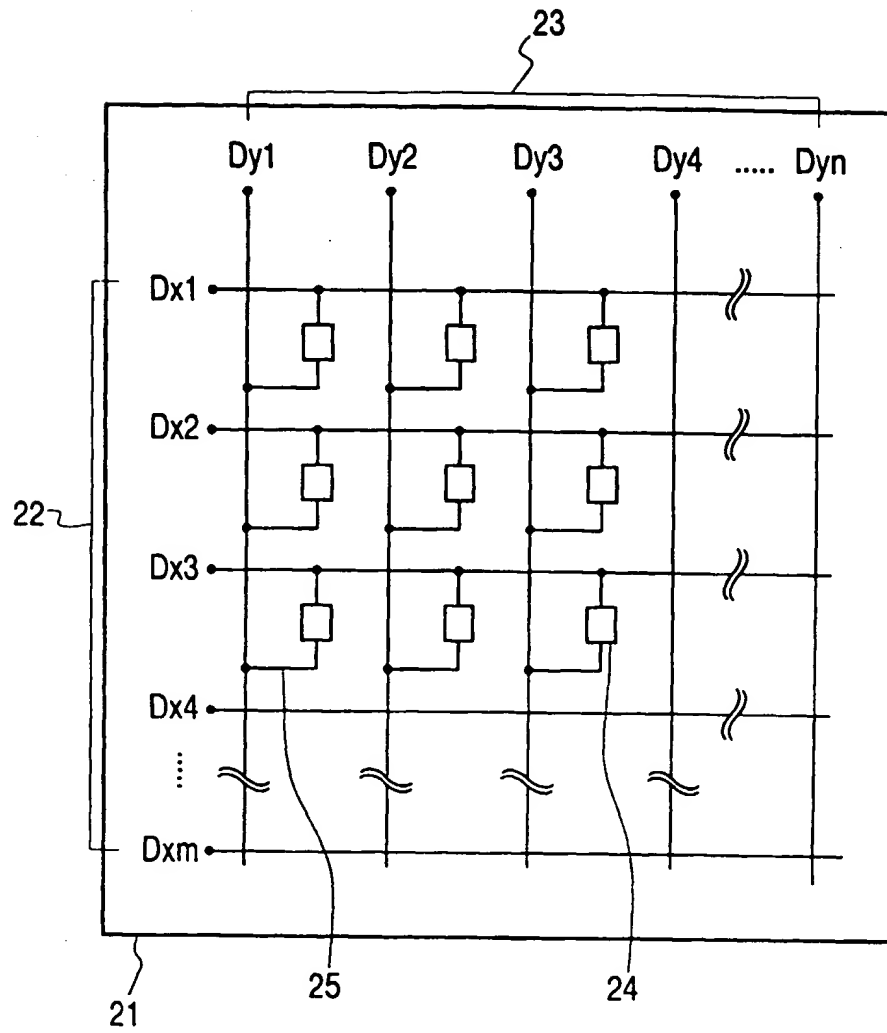 23
Dy1 Dy2 Dy3 Dy4 ..... Dyn
Dx1
Dx2
22
Dx3
Dx4
.....
Dxm
25 24
21